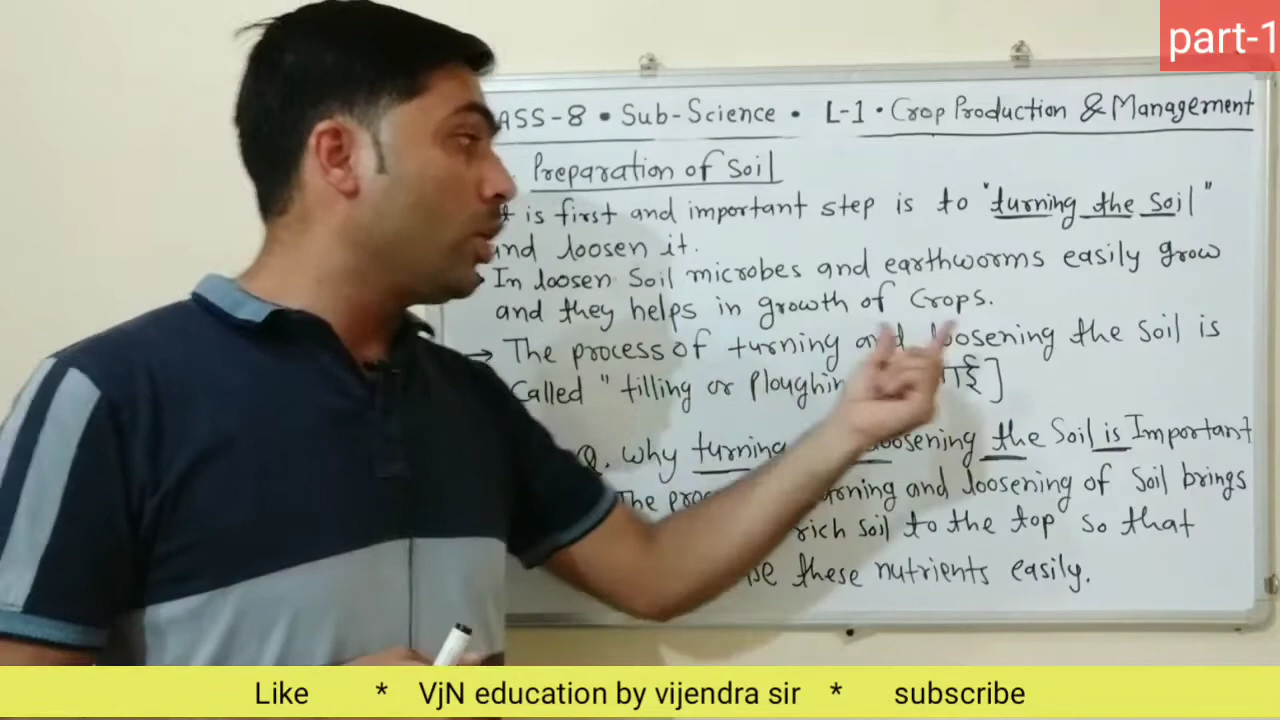 part-1
ASS-8 • Sub-Science • L-1 • Crop Production & Management
Preparation of Soil
It is first and important step is to "turning the soil"
and loosen it.
In loosen Soil microbes and earthworms easily grow
and they helps in growth of Crops.
→ The process of turning and loosening the soil is
Called " tilling or ploughin
Q. why turning loosening the Soil is Important
The pro turning and loosening of Soil brings
rich soil to the top so that
these nutrients easily.
Like * VjN education by vijendra sir * subscribe